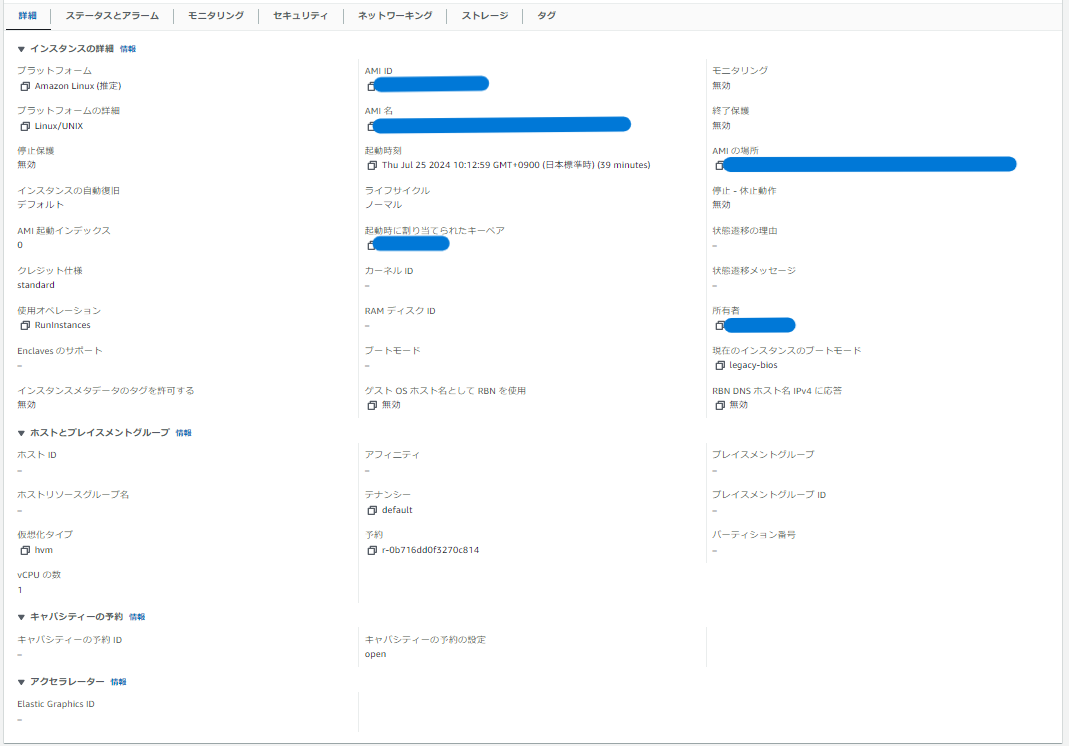 詳細 ステータスとアラーム モニタリング セキュリティ ネットワーキング ストレージ タグ
▼ インスタンスの詳細 情報
プラットフォーム
Amazon Linux (推定)
AMI ID
モニタリング
無効
プラットフォームの詳細
Linux/UNIX
AMI 名
終了保護
無効
停止保護
無効
起動時刻
Thu Jul 25 2024 10:12:59 GMT+0900 (日本標準時) (39 minutes)
AMI の場所
インスタンスの自動復旧
デフォルト
ライフサイクル
ノーマル
停止 - 休止動作
無効
AMI 起動インデックス
0
起動時に割り当てられたキーペア
状態遷移の理由
–
クレジット仕様
standard
カーネル ID
–
状態遷移メッセージ
–
使用オペレーション
RunInstances
RAM ディスク ID
–
所有者
Enclaves のサポート
–
ブートモード
–
現在のインスタンスのブートモード
legacy-bios
インスタンスメタデータのタグを許可する
無効
ゲスト OS ホスト名として RBN を使用
無効
RBN DNS ホスト名 IPv4 に応答
無効
▼ ホストとプレイスメントグループ 情報
ホスト ID
–
アフィニティ
–
プレイスメントグループ
–
ホストリソースグループ名
–
テナンシー
default
プレイスメントグループ ID
–
仮想化タイプ
hvm
予約
r-0b716dd0f3270c814
パーティション番号
–
vCPU の数
1
▼ キャパシティーの予約 情報
キャパシティーの予約 ID
–
キャパシティーの予約の設定
open
▼ アクセラレーター 情報
Elastic Graphics ID
–